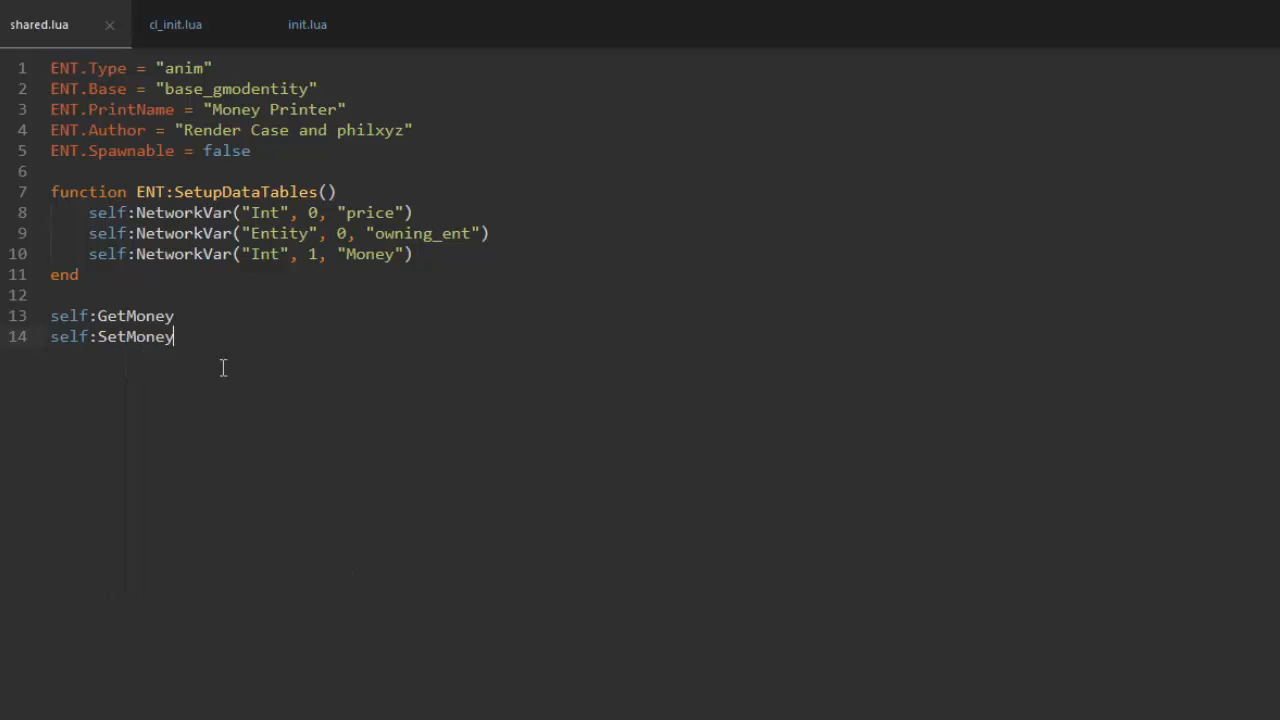 shared.lua × cl_init.lua init.lua
1 ENT.Type = "anim"
2 ENT.Base = "base_gmodentity"
3 ENT.PrintName = "Money Printer"
4 ENT.Author = "Render Case and philxyz"
5 ENT.Spawnable = false
6
7 function ENT:SetupDataTables()
8 self:NetworkVar("Int", 0, "price")
9 self:NetworkVar("Entity", 0, "owning_ent")
10 self:NetworkVar("Int", 1, "Money")
11 end
12
13 self:GetMoney
14 self:SetMoney